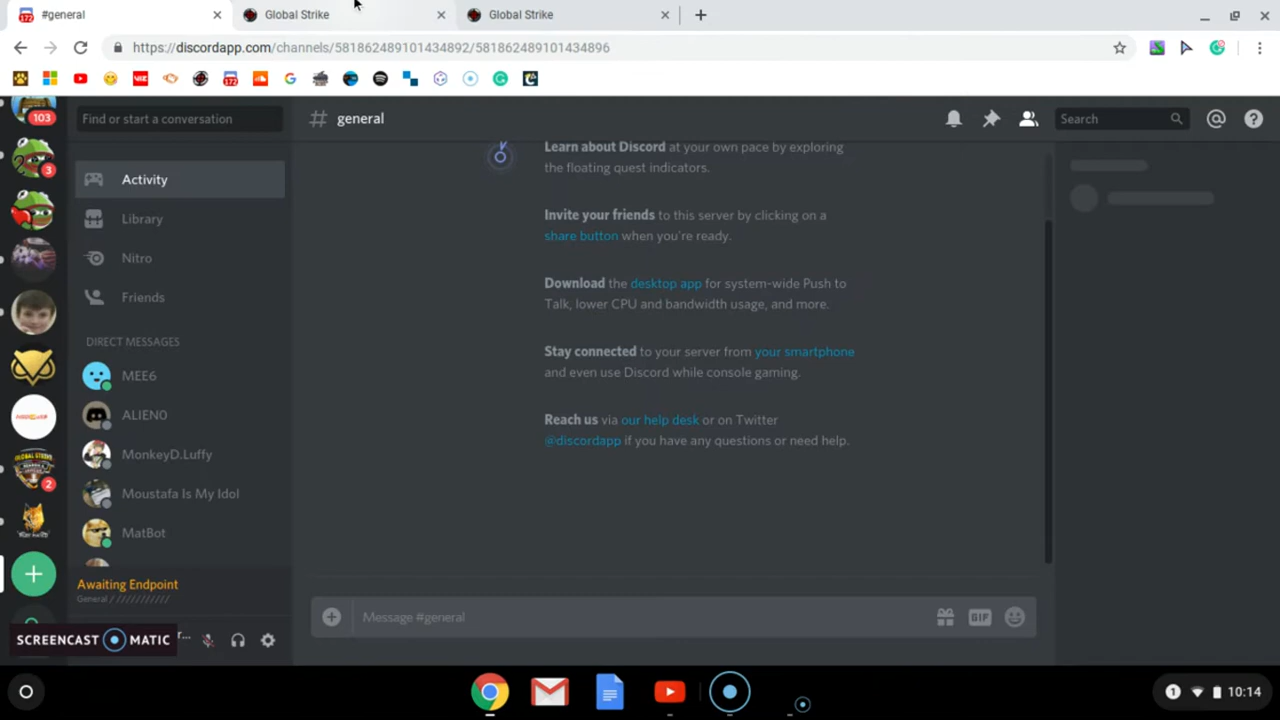 #general
Global Strike
Global Strike
https://discordapp.com/channels/581862489101434892/581862489101434896
172
103
Find or start a conversation
# general
Search
3
Activity
Library
Nitro
Friends
DIRECT MESSAGES
MEE6
ALIEN0
MonkeyD.Luffy
Moustafa Is My Idol
MatBot
2
Learn about Discord at your own pace by exploring
the floating quest indicators.
Invite your friends to this server by clicking on a
share button when you're ready.
Download the desktop app for system-wide Push to
Talk, lower CPU and bandwidth usage, and more.
Stay connected to your server from your smartphone
and even use Discord while console gaming.
Reach us via our help desk or on Twitter
@discordapp if you have any questions or need help.
Awaiting Endpoint
General / ///////////
Message #general
GIF
SCREENCAST MATIC
r...
1
10:14